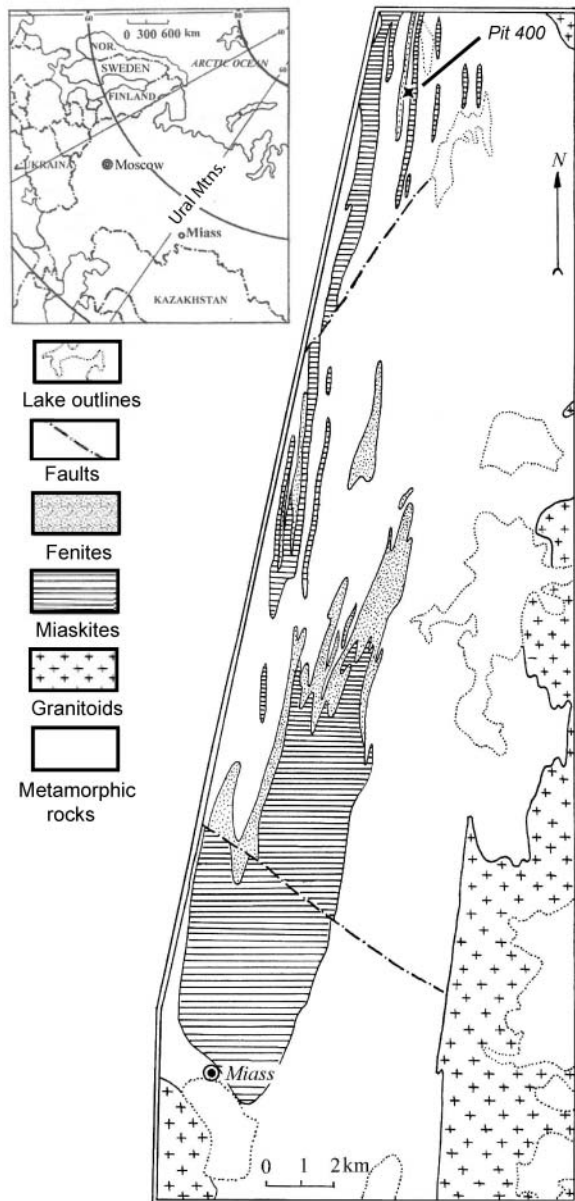 60
80
0 300 600 km
40
NOR.
ARCTIC OCEAN
SWEDEN
60
FINLAND
UKRAINA
Moscow
Ural Mtns.
Miass
KAZAKHSTAN
Pit 400
N
Lake outlines
Faults
Fenites
Miaskites
Granitoids
Metamorphic
rocks
Miass
0 1 2 km